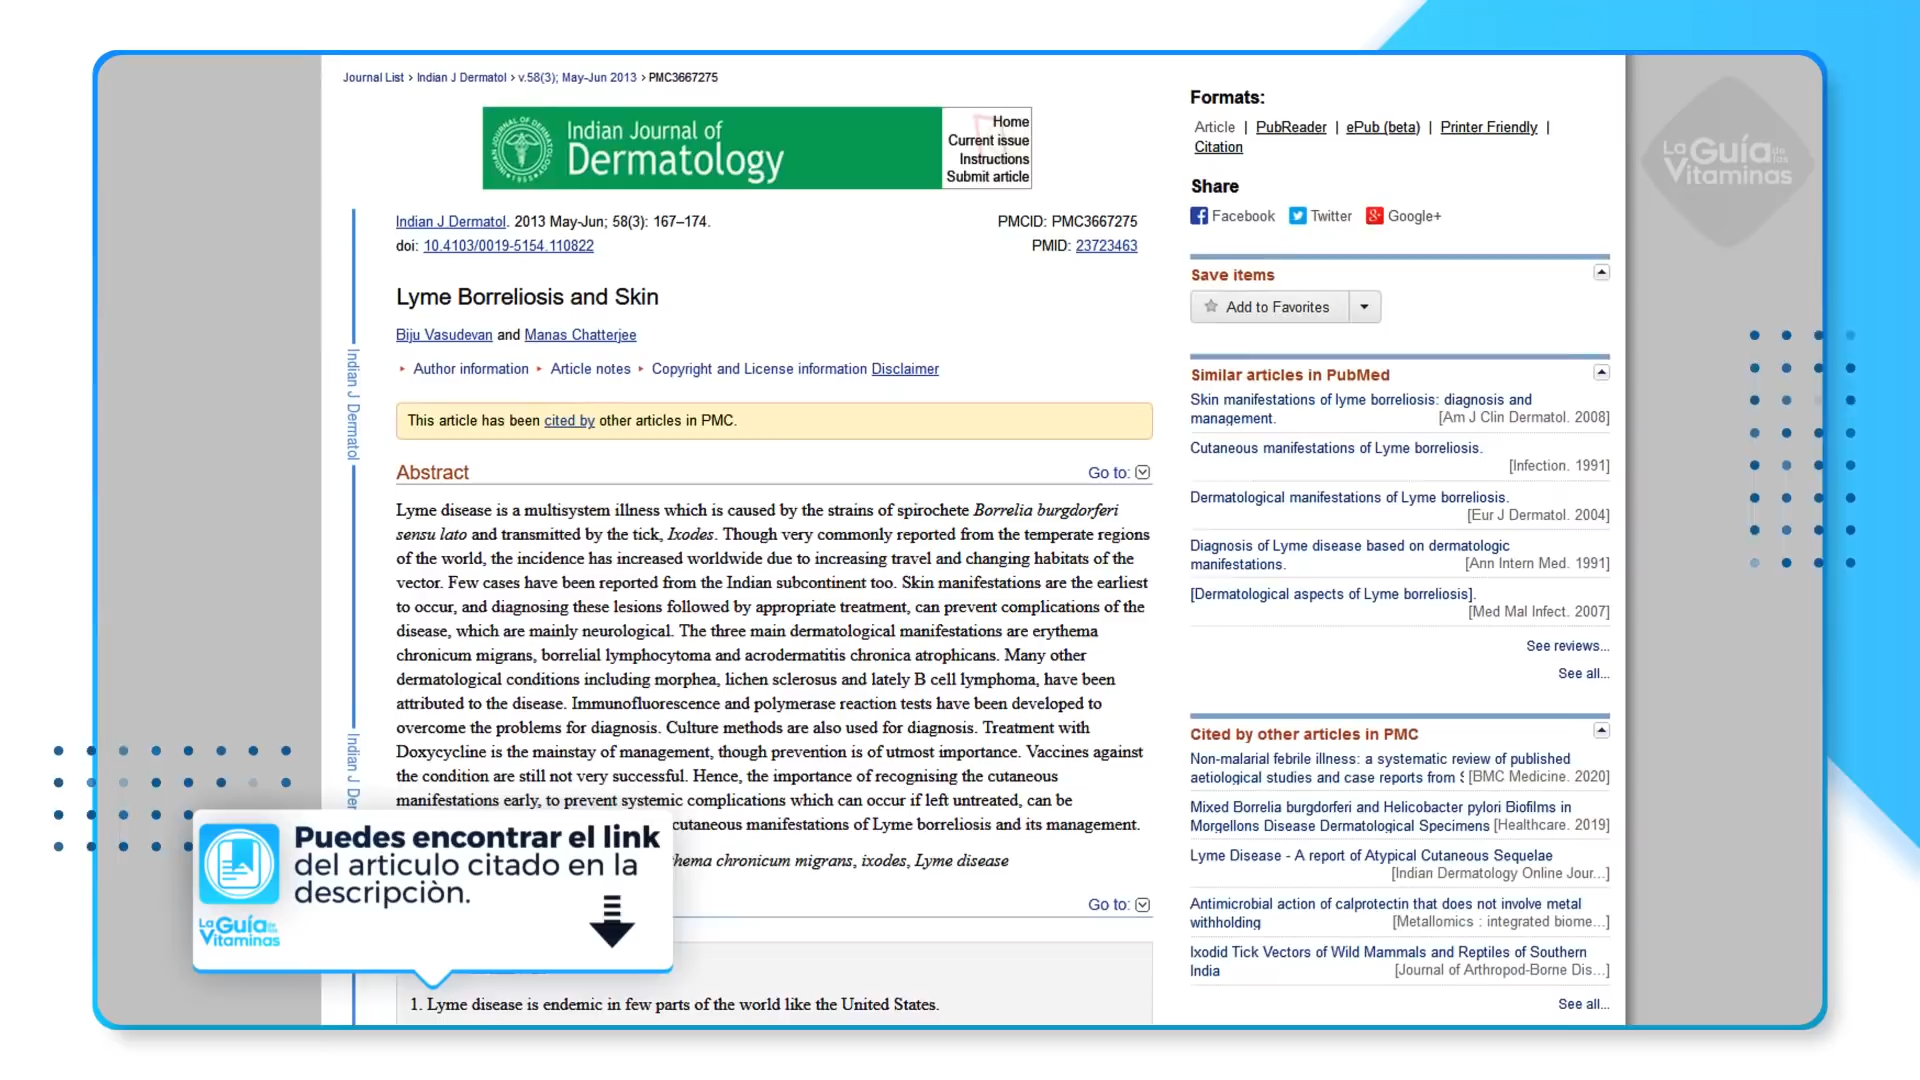 Journal List > Indian J Dermatol > v.58(3); May-Jun 2013 > PMC3667275
Indian Journal of
Dermatology
Home
Current issue
Instructions
Submit article
Indian J Dermatol. 2013 May-Jun; 58(3): 167–174.
doi: 10.4103/0019-5154.110822
PMCID: PMC3667275
PMID: 23723463
Lyme Borreliosis and Skin
Biju Vasudevan and Manas Chatterjee
Author information Article notes Copyright and License information Disclaimer
This article has been cited by other articles in PMC.
Abstract
Go to:
Lyme disease is a multisystem illness which is caused by the strains of spirochete Borrelia burgdorferi
sensu lato and transmitted by the tick, Ixodes. Though very commonly reported from the temperate regions
of the world, the incidence has increased worldwide due to increasing travel and changing habitats of the
vector. Few cases have been reported from the Indian subcontinent too. Skin manifestations are the earliest
to occur, and diagnosing these lesions followed by appropriate treatment, can prevent complications of the
disease, which are mainly neurological. The three main dermatological manifestations are erythema
chronicum migrans, borrelial lymphocytoma and acrodermatitis chronica atrophicans. Many other
dermatological conditions including morphea, lichen sclerosus and lately B cell lymphoma, have been
attributed to the disease. Immunofluorescence and polymerase reaction tests have been developed to
overcome the problems for diagnosis. Culture methods are also used for diagnosis. Treatment with
Doxycycline is the mainstay of management, though prevention is of utmost importance. Vaccines against
the condition are still not very successful. Hence, the importance of recognising the cutaneous
manifestations early, to prevent systemic complications which can occur if left untreated, can be
cutaneous manifestations of Lyme borreliosis and its management.
hema chronicum migrans, ixodes, Lyme disease
Go to:
1. Lyme disease is endemic in few parts of the world like the United States.
Indian J Dermatol
Indian J Der
Puedes encontrar el link
del articulo citado en la
descripciòn.
La Guía de las
Vitaminas
Formats:
Article | PubReader | ePub (beta) | Printer Friendly |
Citation
Share
Facebook Twitter Google+
Save items
Add to Favorites
Similar articles in PubMed
Skin manifestations of lyme borreliosis: diagnosis and
management. [Am J Clin Dermatol. 2008]
Cutaneous manifestations of Lyme borreliosis.
[Infection. 1991]
Dermatological manifestations of Lyme borreliosis.
[Eur J Dermatol. 2004]
Diagnosis of Lyme disease based on dermatologic
manifestations. [Ann Intern Med. 1991]
[Dermatological aspects of Lyme borreliosis].
[Med Mal Infect. 2007]
See reviews...
See all...
Cited by other articles in PMC
Non-malarial febrile illness: a systematic review of published
aetiological studies and case reports from [BMC Medicine. 2020]
Mixed Borrelia burgdorferi and Helicobacter pylori Biofilms in
Morgellons Disease Dermatological Specimens [Healthcare. 2019]
Lyme Disease - A report of Atypical Cutaneous Sequelae
[Indian Dermatology Online Jour...]
Antimicrobial action of calprotectin that does not involve metal
withholding [Metallomics : integrated biome...]
Ixodid Tick Vectors of Wild Mammals and Reptiles of Southern
India [Journal of Arthropod-Borne Dis...]
See all...
La Guía de las
Vitaminas